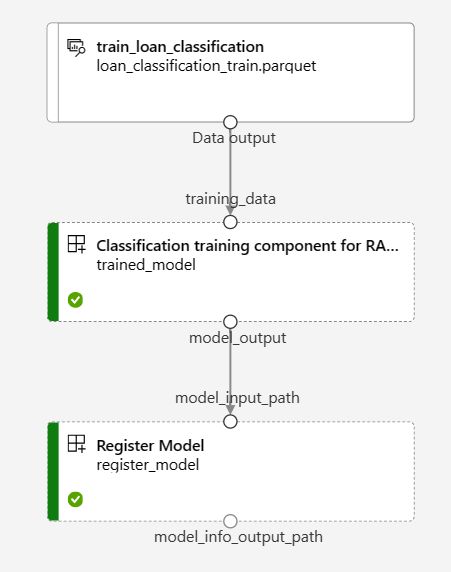 train_loan_classification
loan_classification_train.parquet
Data output
training_data
Classification training component for RA...
trained_model
model_output
model_input_path
Register Model
register_model
model_info_output_path